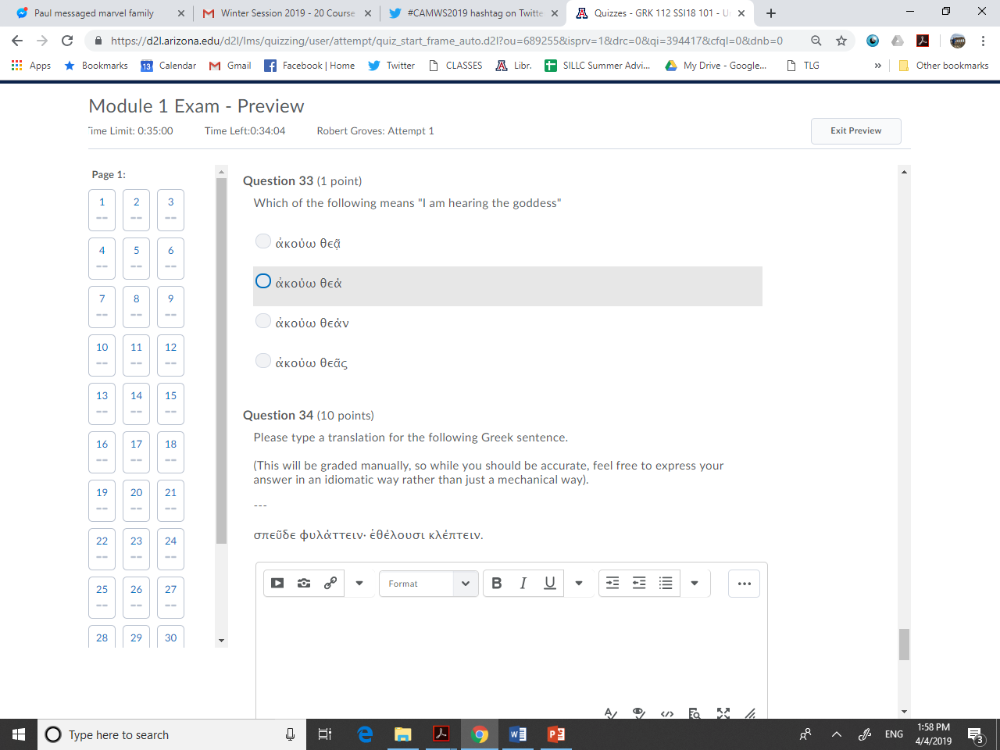 Paul messaged marvel family
Winter Session 2019 - 20 Course
#CAMWS2019 hashtag on Twitte
Quizzes - GRK 112 SSI18 101 - U
https://d2l.arizona.edu/d2l/lms/quizzing/user/attempt/quiz_start_frame_auto.d2l?ou=689255&isprv=1&drc=0&qi=394417&cfql=0&dnb=0
Apps
Bookmarks
13
Calendar
Gmail
Facebook | Home
Twitter
CLASSES
Libr.
SILLC Summer Advi...
My Drive - Google...
TLG
»
Other bookmarks
Module 1 Exam - Preview
Time Limit: 0:35:00
Time Left:0:34:04
Robert Groves: Attempt 1
Exit Preview
Page 1:
1 2 3
-- -- --
4 5 6
-- -- --
7 8 9
-- -- --
10 11 12
-- -- --
13 14 15
-- -- --
16 17 18
-- -- --
19 20 21
-- -- --
22 23 24
-- -- --
25 26 27
-- -- --
28 29 30
Question 33 (1 point)
Which of the following means "I am hearing the goddess"
ἀκούω θεᾷ
ἀκούω θεά
ἀκούω θεάν
ἀκούω θεᾶς
Question 34 (10 points)
Please type a translation for the following Greek sentence.
(This will be graded manually, so while you should be accurate, feel free to express your
answer in an idiomatic way rather than just a mechanical way).
---
σπεῦδε φυλάττειν· ἐθέλουσι κλέπτειν.
Format
B I U
...
Type here to search
ENG
1:58 PM
4/4/2019
3